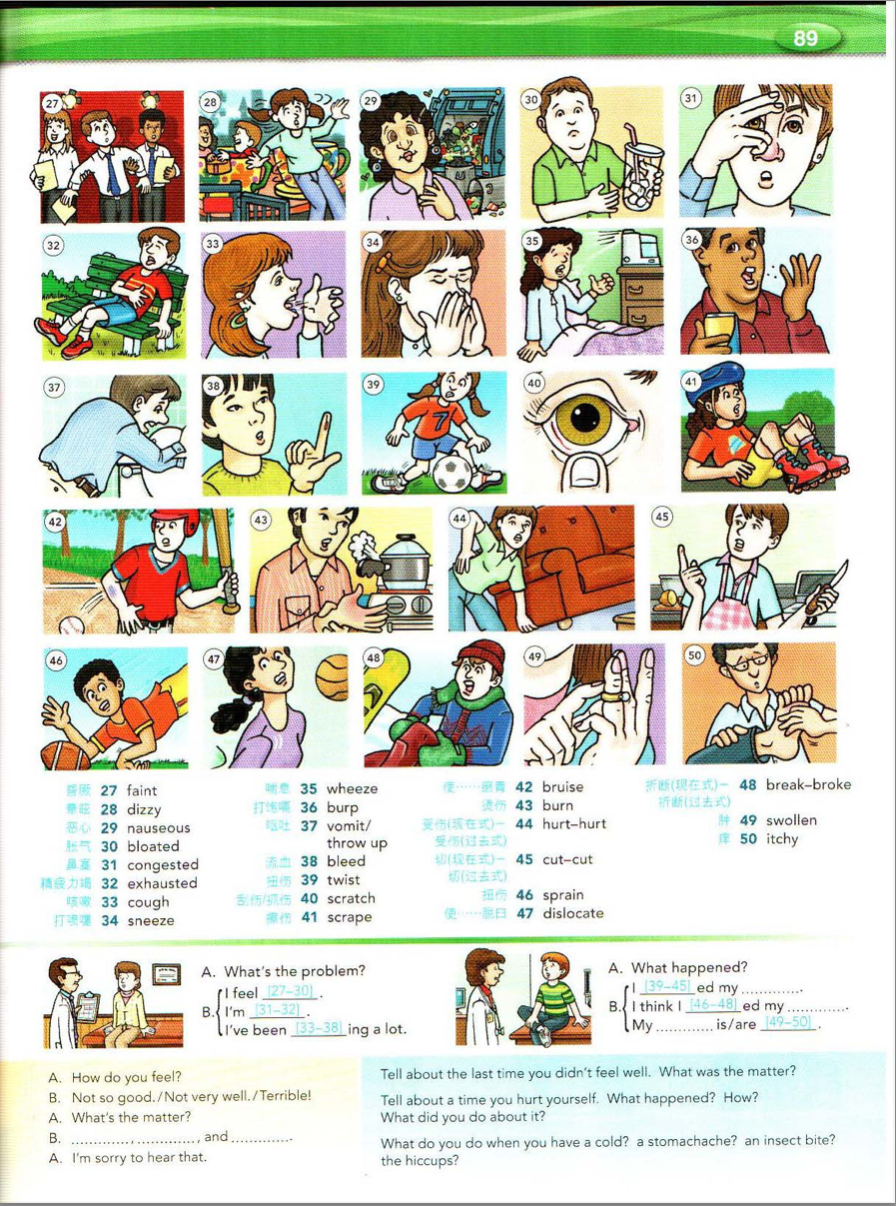 89
27
28
29
30
31
32
33
34
35
36
37
38
39
7
40
41
42
43
44
45
46
47
48
49
50
昏厥 27 faint
晕眩 28 dizzy
恶心 29 nauseous
胀气 30 bloated
鼻塞 31 congested
精疲力竭 32 exhausted
咳嗽 33 cough
打喷嚏 34 sneeze
喘息 35 wheeze
打饱嗝 36 burp
呕吐 37 vomit/
throw up
流血 38 bleed
扭伤 39 twist
刮伤/抓伤 40 scratch
擦伤 41 scrape
使……瘀青 42 bruise
烫伤 43 burn
受伤(现在式)– 44 hurt–hurt
受伤(过去式)
切(现在式)– 45 cut–cut
切(过去式)
扭伤 46 sprain
使……脱臼 47 dislocate
折断(现在式)– 48 break–broke
折断(过去式)
肿 49 swollen
痒 50 itchy
A. What's the problem?
I feel [27–30].
B. I'm [31–32].
I've been [33–38] ing a lot.
A. What happened?
I [39–45] ed my .............
B. I think I [46–48] ed my .............
My ............ is/are [49–50].
A. How do you feel?
B. Not so good./Not very well./Terrible!
A. What's the matter?
B. ............, ............, and ............
A. I'm sorry to hear that.
Tell about the last time you didn't feel well. What was the matter?
Tell about a time you hurt yourself. What happened? How?
What did you do about it?
What do you do when you have a cold? a stomachache? an insect bite?
the hiccups?